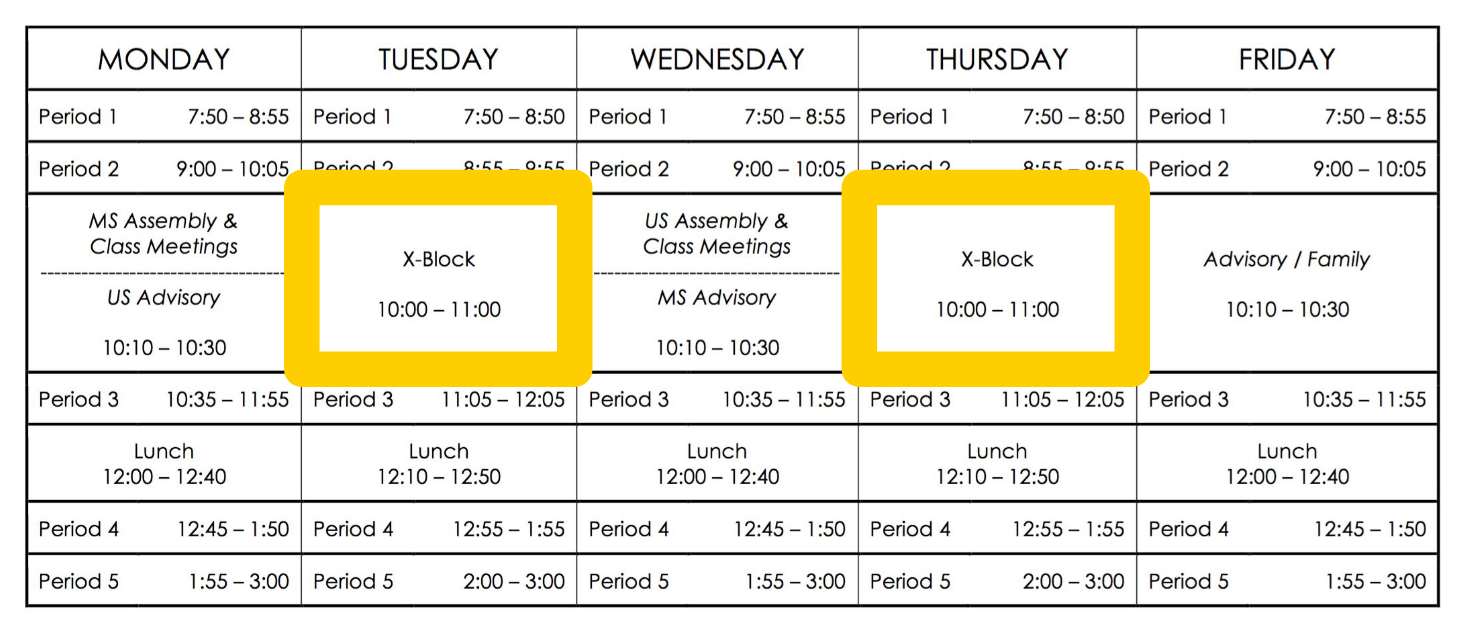 MONDAY TUESDAY WEDNESDAY THURSDAY FRIDAY
Period 1 7:50 – 8:55 Period 1 7:50 – 8:50 Period 1 7:50 – 8:55 Period 1 7:50 – 8:50 Period 1 7:50 – 8:55
Period 2 9:00 – 10:05 Period 2 8:55 – 9:55 Period 2 9:00 – 10:05 Period 2 8:55 – 9:55 Period 2 9:00 – 10:05
MS Assembly &
Class Meetings
US Advisory
10:10 – 10:30
X-Block
10:00 – 11:00
US Assembly &
Class Meetings
MS Advisory
10:10 – 10:30
X-Block
10:00 – 11:00
Advisory / Family
10:10 – 10:30
Period 3 10:35 – 11:55 Period 3 11:05 – 12:05 Period 3 10:35 – 11:55 Period 3 11:05 – 12:05 Period 3 10:35 – 11:55
Lunch Lunch Lunch Lunch Lunch
12:00 – 12:40 12:10 – 12:50 12:00 – 12:40 12:10 – 12:50 12:00 – 12:40
Period 4 12:45 – 1:50 Period 4 12:55 – 1:55 Period 4 12:45 – 1:50 Period 4 12:55 – 1:55 Period 4 12:45 – 1:50
Period 5 1:55 – 3:00 Period 5 2:00 – 3:00 Period 5 1:55 – 3:00 Period 5 2:00 – 3:00 Period 5 1:55 – 3:00